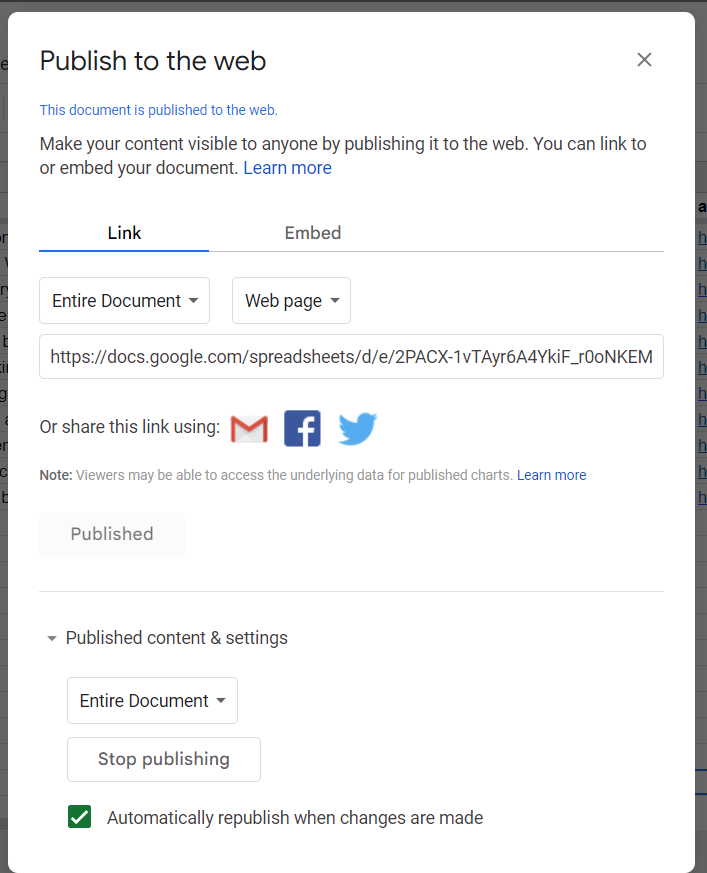 Publish to the web
This document is published to the web.
Make your content visible to anyone by publishing it to the web. You can link to
or embed your document. Learn more
Link Embed
Entire Document Web page
https://docs.google.com/spreadsheets/d/e/2PACX-1vTAyr6A4YkiF_r0oNKEM
Or share this link using:
Note: Viewers may be able to access the underlying data for published charts. Learn more
Published
Published content & settings
Entire Document
Stop publishing
Automatically republish when changes are made